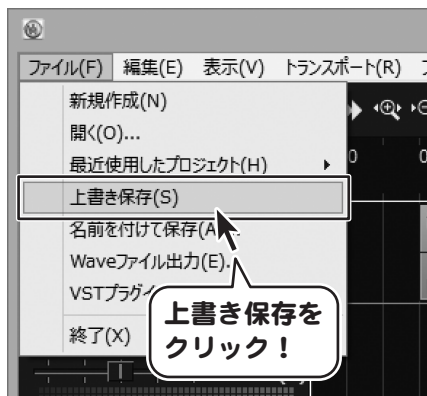 ファイル(F) 編集(E) 表示(V) トランスポート(R)
新規作成(N)
開く(O)...
最近使用したプロジェクト(H)
0 0
上書き保存(S)
名前を付けて保存(A)...
Waveファイル出力(E)...
VSTプラグイ
終了(X)
上書き保存を
クリック！